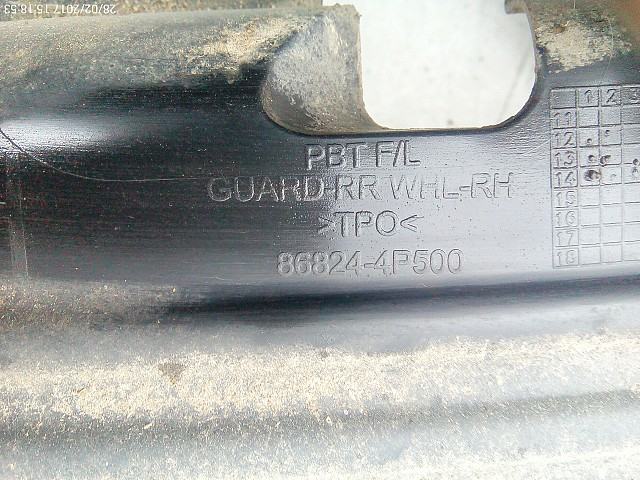 28/02/2017 15:18:53
PBT F/L
GUARD-RR WHL-RH
>TPO<
86824-4P500
1 2 3
11
12
13
14
15
16
17
18